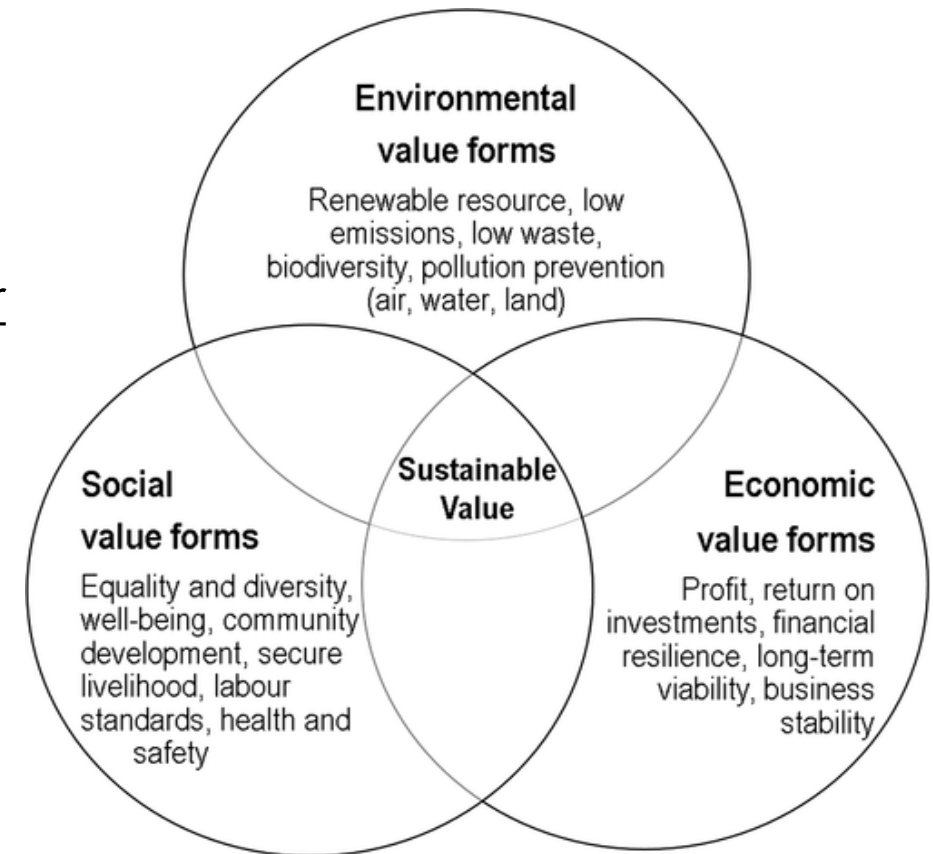 Environmental
value forms
Renewable resource, low
emissions, low waste,
biodiversity, pollution prevention
(air, water, land)
Sustainable
Value
Social
value forms
Equality and diversity,
well-being, community
development, secure
livelihood, labour
standards, health and
safety
Economic
value forms
Profit, return on
investments, financial
resilience, long-term
viability, business
stability